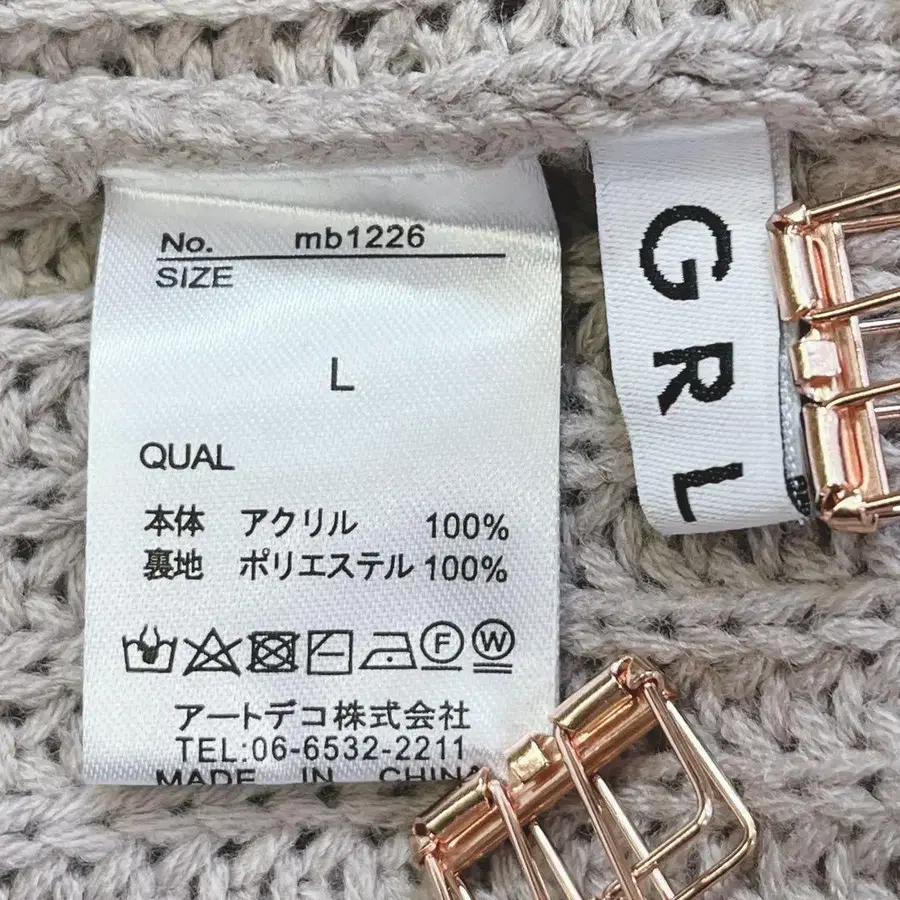 No. mb1226
SIZE
L
QUAL
本体 アクリル 100%
裏地 ポリエステル 100%
F W
アートデコ株式会社
TEL:06-6532-2211
MADE IN CHINA
GRL